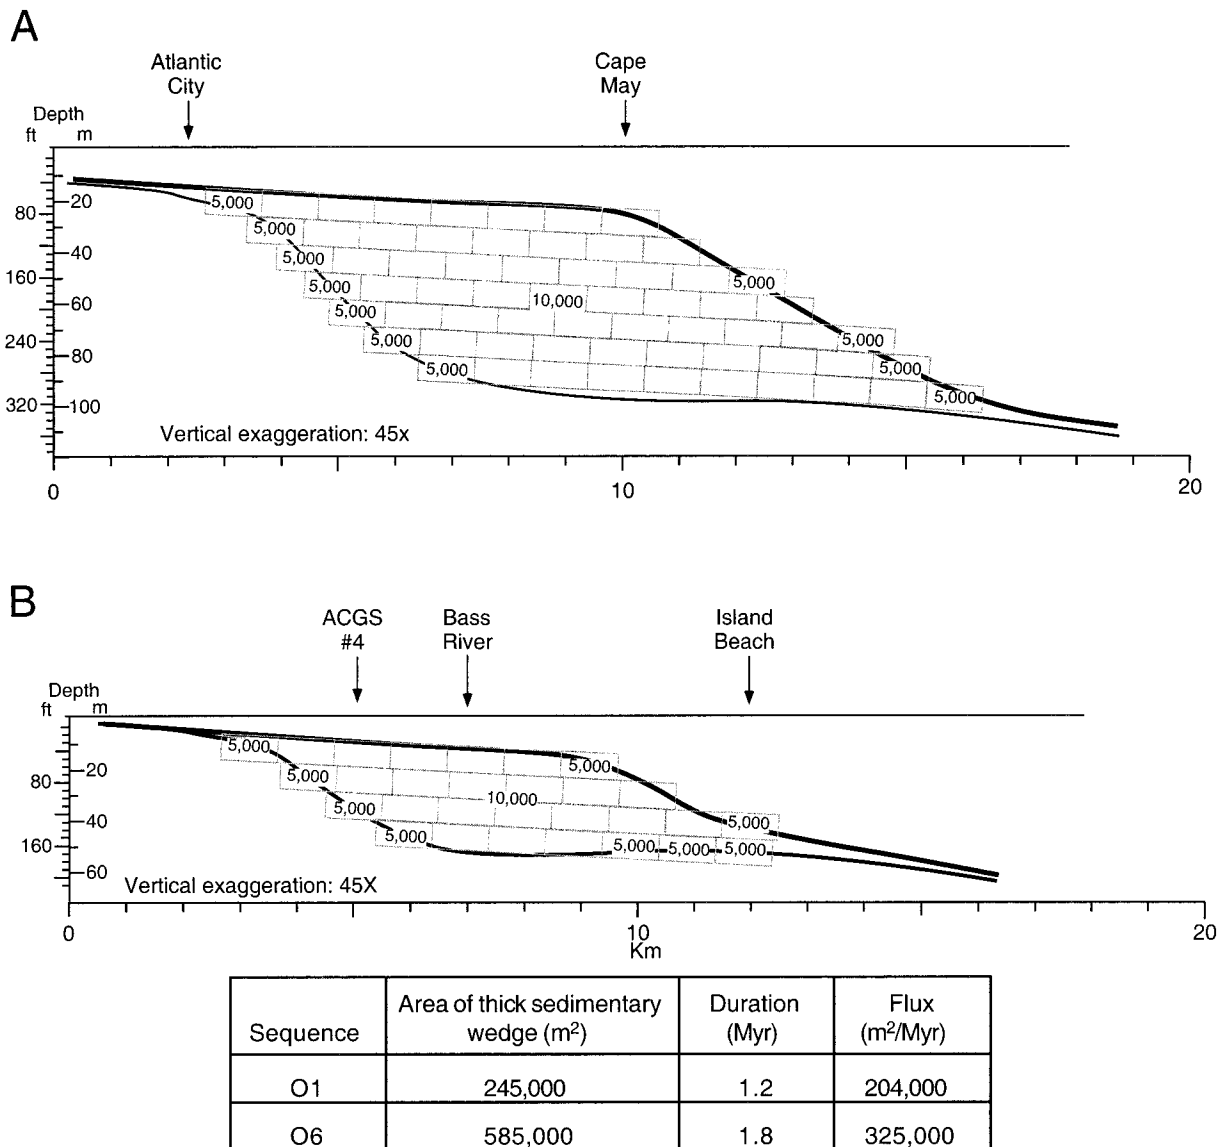 A
Atlantic
City
Cape
May
Depth
ft m
20
80
40
160
60
240
80
320
100
5,000
5,000
5,000
5,000
5,000
5,000
5,000
10,000
5,000
5,000
5,000
5,000
Vertical exaggeration: 45x
0 10 20
B
ACGS
#4
Bass
River
Island
Beach
Depth
ft m
20
80
40
160
60
5,000
5,000
5,000
5,000
5,000
10,000
5,000
5,000
5,000
5,000
Vertical exaggeration: 45X
0 10 20
Km
Sequence
Area of thick sedimentary
wedge (m²)
Duration
(Myr)
Flux
(m²/Myr)
O1 245,000 1.2 204,000
O6 585,000 1.8 325,000